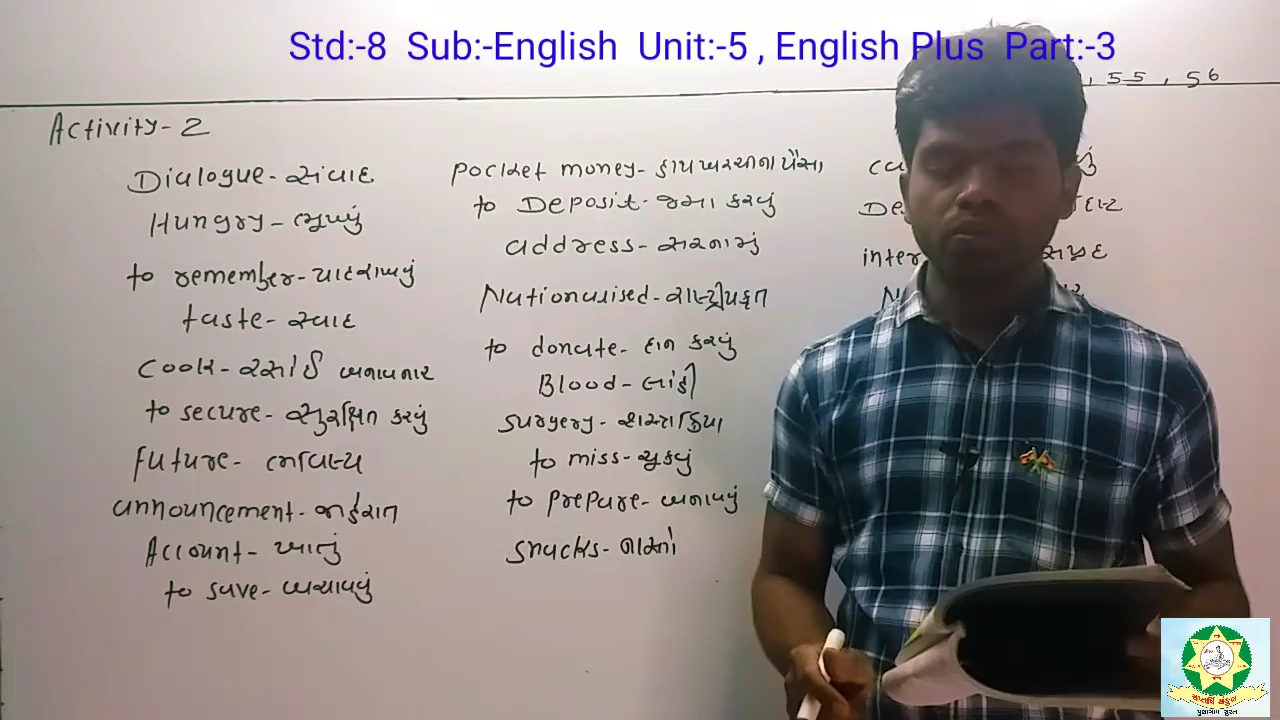 Std:-8 Sub:-English Unit:-5 , English Plus Part:-3
, 55 , 56
Activity-2
Dialogue - સંવાદ
Hungry - ભૂખ્યું
to remember - યાદ રાખવું
taste - સ્વાદ
cook - રસોઈ બનાવનાર
to secure - સુરક્ષિત કરવું
Future - ભવિષ્ય
announcement - જાહેરાત
Account - ખાતું
to save - બચાવવું
pocket money - હાથખરચીના પૈસા
to Deposit - જમા કરવું
address - સરનામું
Nationalised - રાષ્ટ્રીયકૃત
to donate - દાન કરવું
Blood - લોહી
surgery - શસ્ત્રક્રિયા
to miss - ચૂકવું
to prepare - બનાવવું
snacks - નાસ્તો